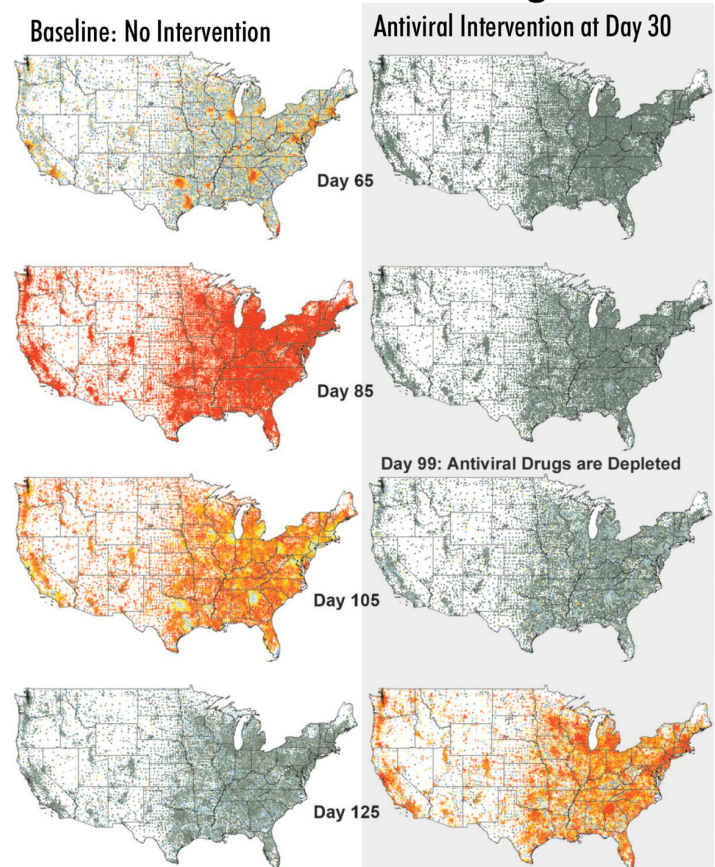 Baseline: No Intervention
Antiviral Intervention at Day 30
Day 65
Day 85
Day 99: Antiviral Drugs are Depleted
Day 105
Day 125